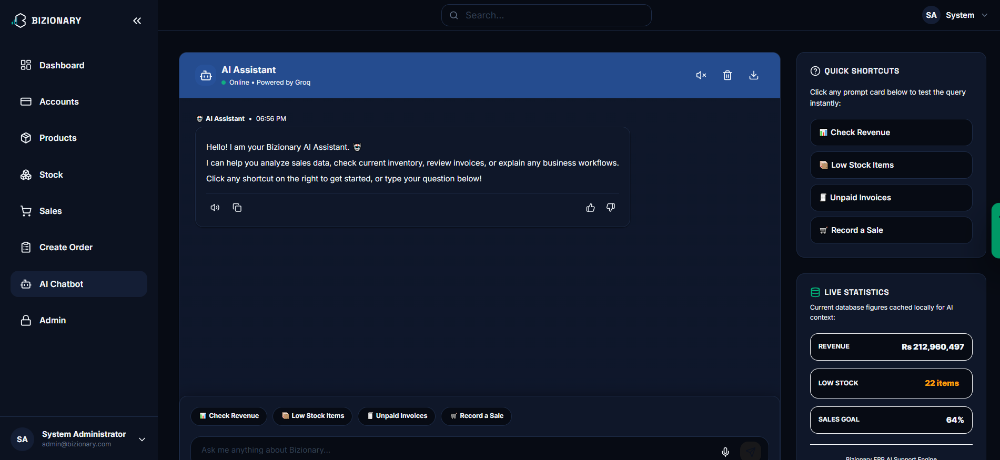 BIZIONARY
Search...
SA System
Dashboard
Accounts
Products
Stock
Sales
Create Order
AI Chatbot
Admin
SA
System Administrator
admin@bizionary.com
AI Assistant
Online • Powered by Groq
AI Assistant • 06:56 PM
Hello! I am your Bizionary AI Assistant.
I can help you analyze sales data, check current inventory, review invoices, or explain any business workflows.
Click any shortcut on the right to get started, or type your question below!
Check Revenue
Low Stock Items
Unpaid Invoices
Record a Sale
Ask me anything about Bizionary...
QUICK SHORTCUTS
Click any prompt card below to test the query
instantly:
Check Revenue
Low Stock Items
Unpaid Invoices
Record a Sale
LIVE STATISTICS
Current database figures cached locally for AI
context:
REVENUE Rs 212,960,497
LOW STOCK 22 items
SALES GOAL 64%
Bizionary ERP AI Support Engine